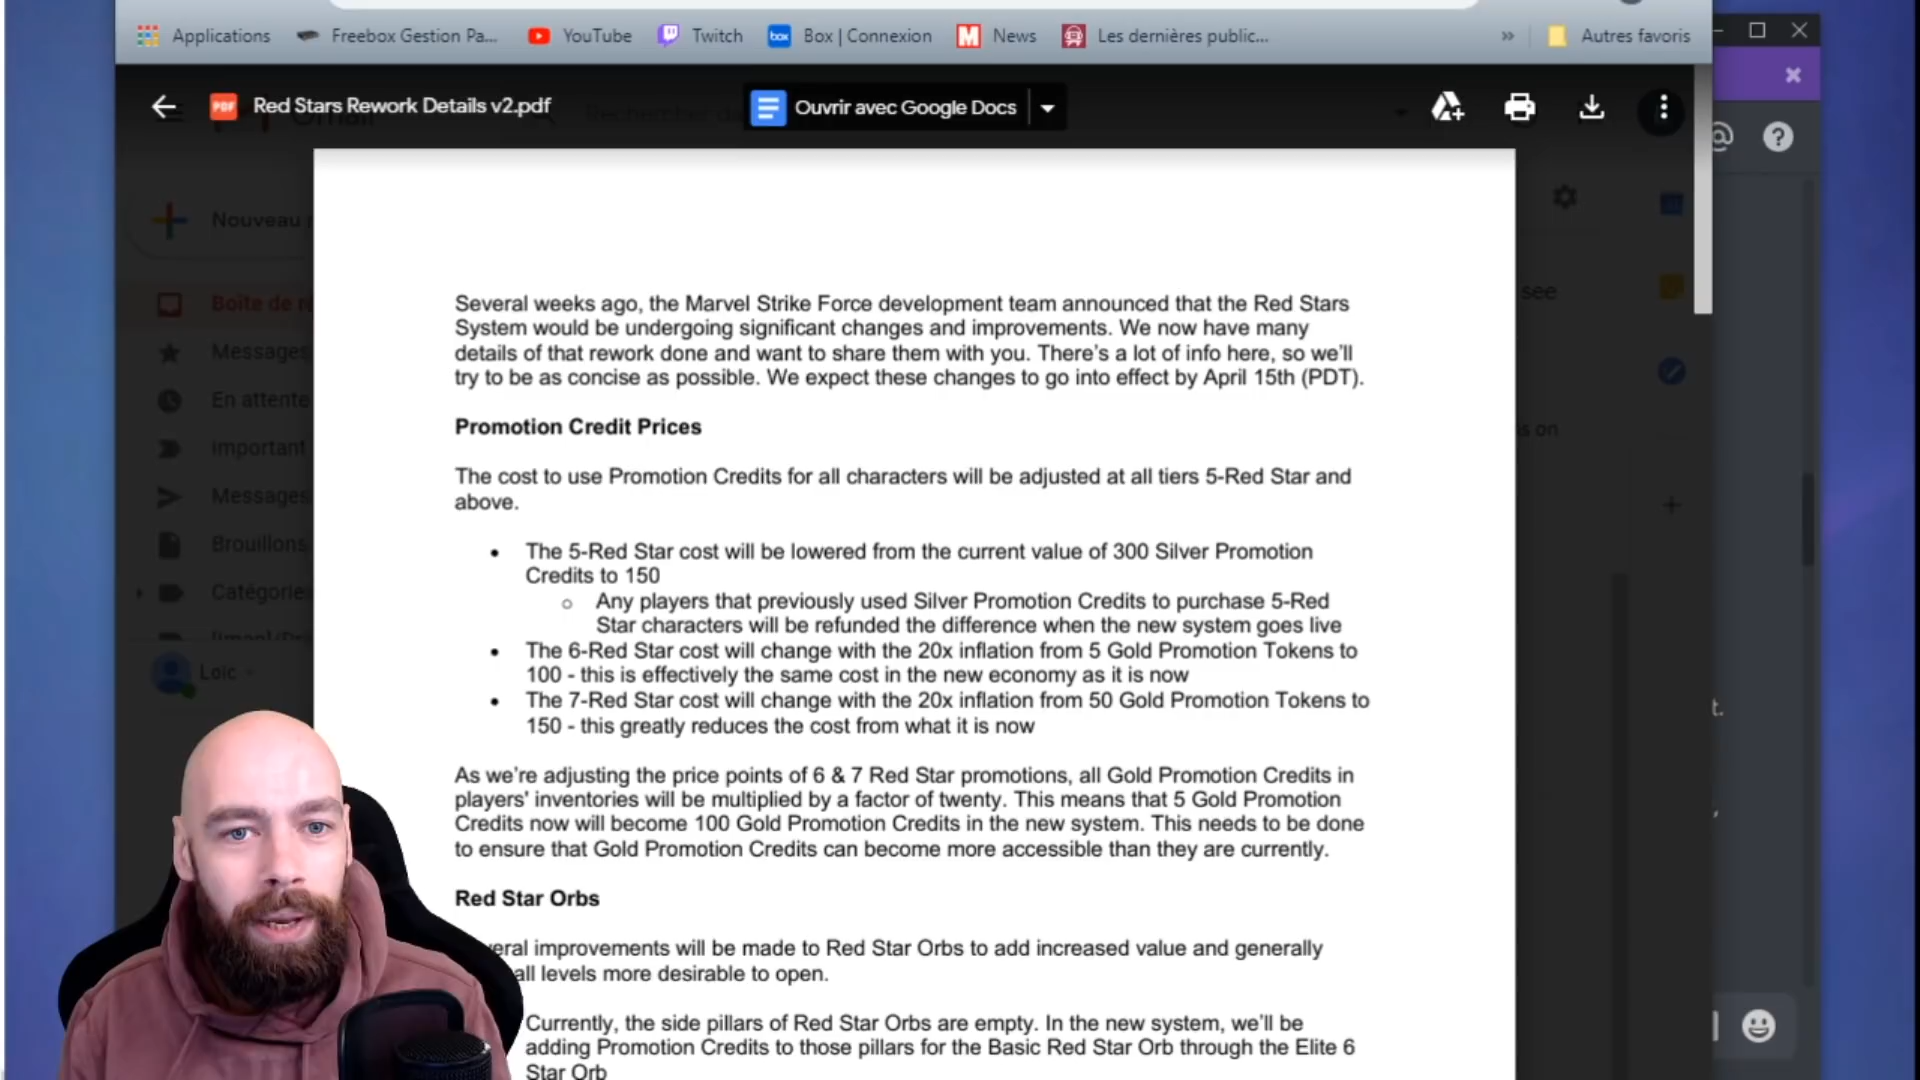 Applications
Freebox Gestion Pa...
YouTube
Twitch
box
Box | Connexion
M
News
Les dernières public...
»
Autres favoris
PDF
Red Stars Rework Details v2.pdf
Ouvrir avec Google Docs
Nouveau
Boîte de r
Messages
En attente
important
Messages
Brouillons
Catégorie
Loic
see
s on
t.
Several weeks ago, the Marvel Strike Force development team announced that the Red Stars
System would be undergoing significant changes and improvements. We now have many
details of that rework done and want to share them with you. There's a lot of info here, so we'll
try to be as concise as possible. We expect these changes to go into effect by April 15th (PDT).
Promotion Credit Prices
The cost to use Promotion Credits for all characters will be adjusted at all tiers 5-Red Star and
above.
• The 5-Red Star cost will be lowered from the current value of 300 Silver Promotion
Credits to 150
o Any players that previously used Silver Promotion Credits to purchase 5-Red
Star characters will be refunded the difference when the new system goes live
• The 6-Red Star cost will change with the 20x inflation from 5 Gold Promotion Tokens to
100 - this is effectively the same cost in the new economy as it is now
• The 7-Red Star cost will change with the 20x inflation from 50 Gold Promotion Tokens to
150 - this greatly reduces the cost from what it is now
As we're adjusting the price points of 6 & 7 Red Star promotions, all Gold Promotion Credits in
players' inventories will be multiplied by a factor of twenty. This means that 5 Gold Promotion
Credits now will become 100 Gold Promotion Credits in the new system. This needs to be done
to ensure that Gold Promotion Credits can become more accessible than they are currently.
Red Star Orbs
eral improvements will be made to Red Star Orbs to add increased value and generally
all levels more desirable to open.
Currently, the side pillars of Red Star Orbs are empty. In the new system, we'll be
adding Promotion Credits to those pillars for the Basic Red Star Orb through the Elite 6
Star Orb